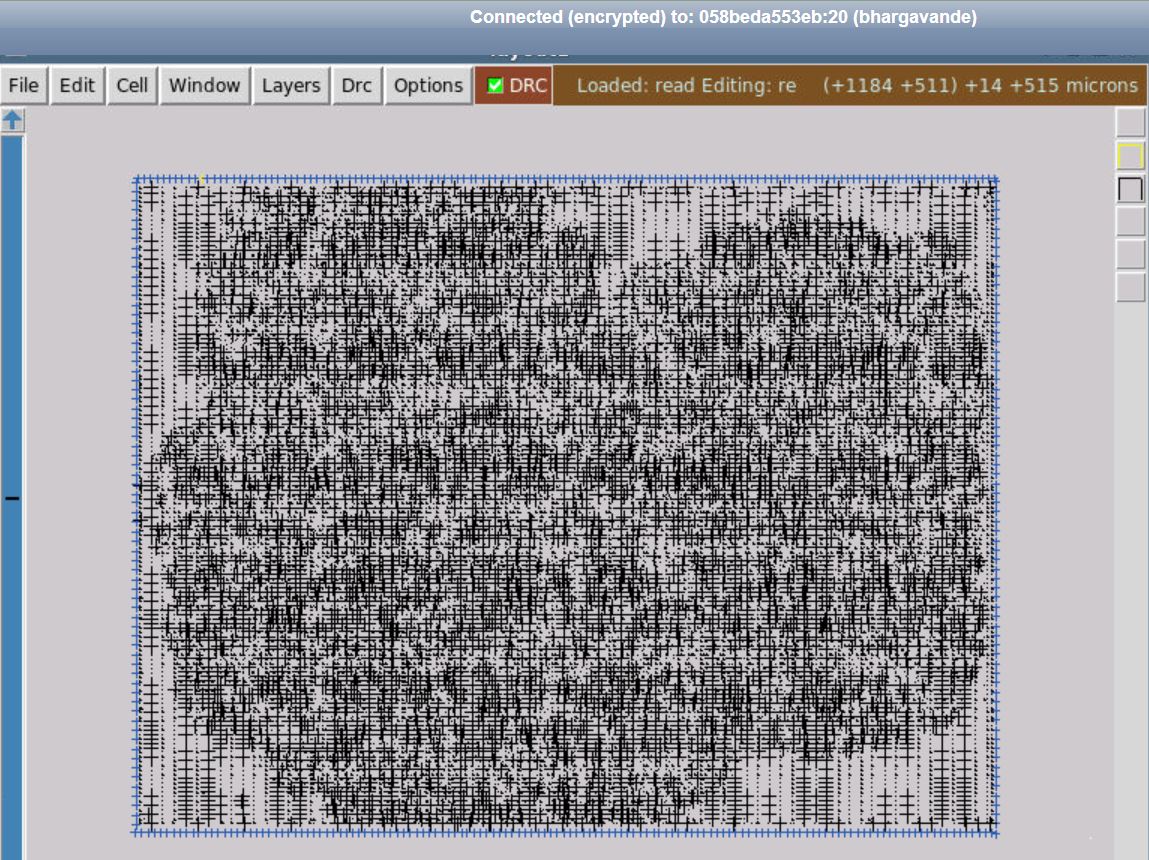 Connected (encrypted) to: 058beda553eb:20 (bhargavande)
File Edit Cell Window Layers Drc Options DRC Loaded: read Editing: re (+1184 +511) +14 +515 microns